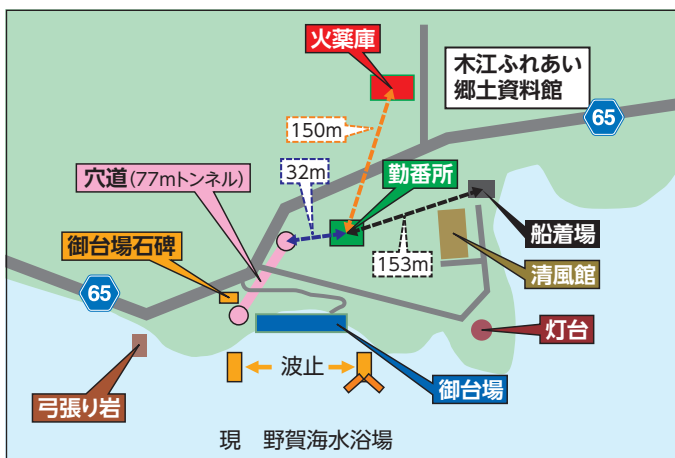 火薬庫
木江ふれあい
郷土資料館
65
150m
穴道(77mトンネル)
32m
勤番所
御台場石碑
153m
船着場
清風館
65
灯台
弓張り岩
波止
御台場
現 野賀海水浴場